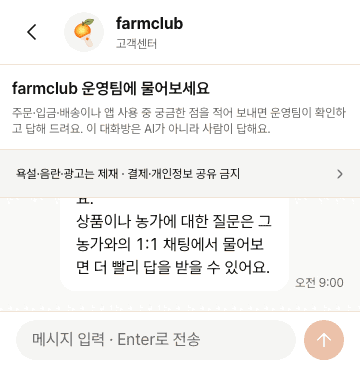 farmclub
고객센터
farmclub 운영팀에 물어보세요
주문·입금·배송이나 앱 사용 중 궁금한 점을 적어 보내면 운영팀이 확인하
고 답해 드려요. 이 대화방은 AI가 아니라 사람이 답해요.
욕설·음란·광고는 제재 · 결제·개인정보 공유 금지
요.
상품이나 농가에 대한 질문은 그
농가와의 1:1 채팅에서 물어보
면 더 빨리 답을 받을 수 있어요.
오전 9:00
메시지 입력 · Enter로 전송